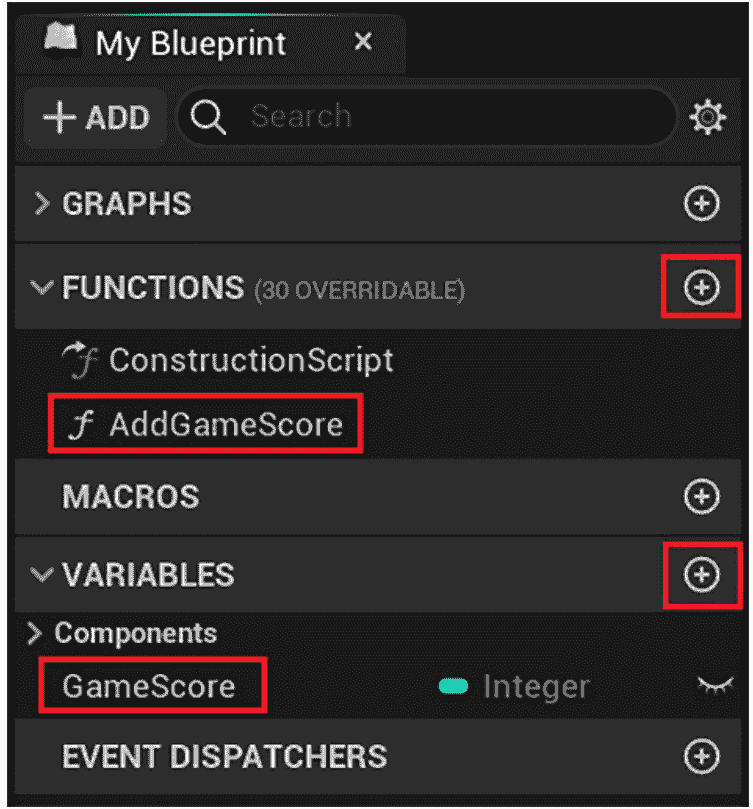 My Blueprint
ADD Search
GRAPHS
FUNCTIONS (30 OVERRIDABLE)
ConstructionScript
AddGameScore
MACROS
VARIABLES
Components
GameScore Integer
EVENT DISPATCHERS